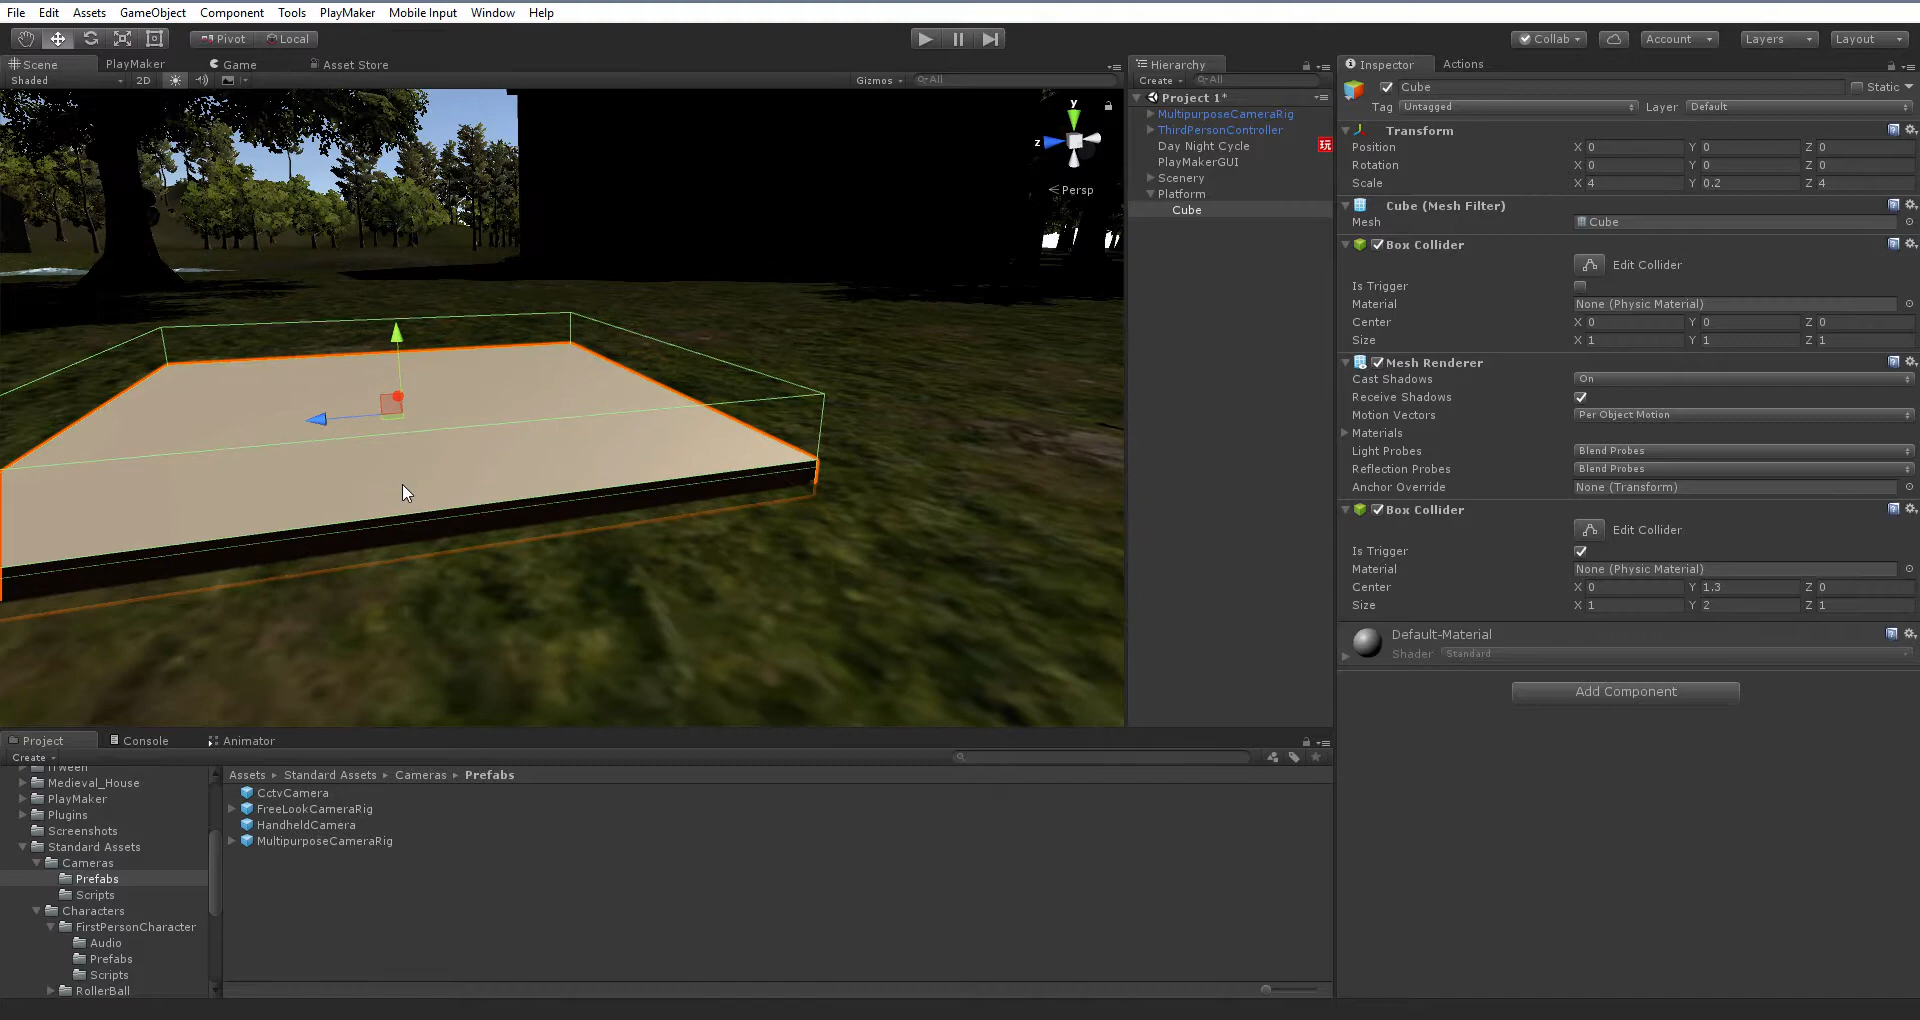 File Edit Assets GameObject Component Tools PlayMaker Mobile Input Window Help
Pivot Local Collab Account Layers Layout
Scene PlayMaker Game Asset Store
Shaded 2D Gizmos All
y
z
Persp
Hierarchy
Create All
Project 1*
MultipurposeCameraRig
ThirdPersonController
Day Night Cycle 玩
PlayMakerGUI
Scenery
Platform
Cube
Inspector Actions
Cube Static
Tag Untagged Layer Default
Transform
Position X 0 Y 0 Z 0
Rotation X 0 Y 0 Z 0
Scale X 4 Y 0.2 Z 4
Cube (Mesh Filter)
Mesh Cube
Box Collider
Edit Collider
Is Trigger
Material None (Physic Material)
Center X 0 Y 0 Z 0
Size X 1 Y 1 Z 1
Mesh Renderer
Cast Shadows On
Receive Shadows
Motion Vectors Per Object Motion
Materials
Light Probes Blend Probes
Reflection Probes Blend Probes
Anchor Override None (Transform)
Box Collider
Edit Collider
Is Trigger
Material None (Physic Material)
Center X 0 Y 1.3 Z 0
Size X 1 Y 2 Z 1
Default-Material
Shader Standard
Add Component
Project Console Animator
Create
Medieval_House
PlayMaker
Plugins
Screenshots
Standard Assets
Cameras
Prefabs
Scripts
Characters
FirstPersonCharacter
Audio
Prefabs
Scripts
RollerBall
Assets Standard Assets Cameras Prefabs
CctvCamera
FreeLookCameraRig
HandheldCamera
MultipurposeCameraRig